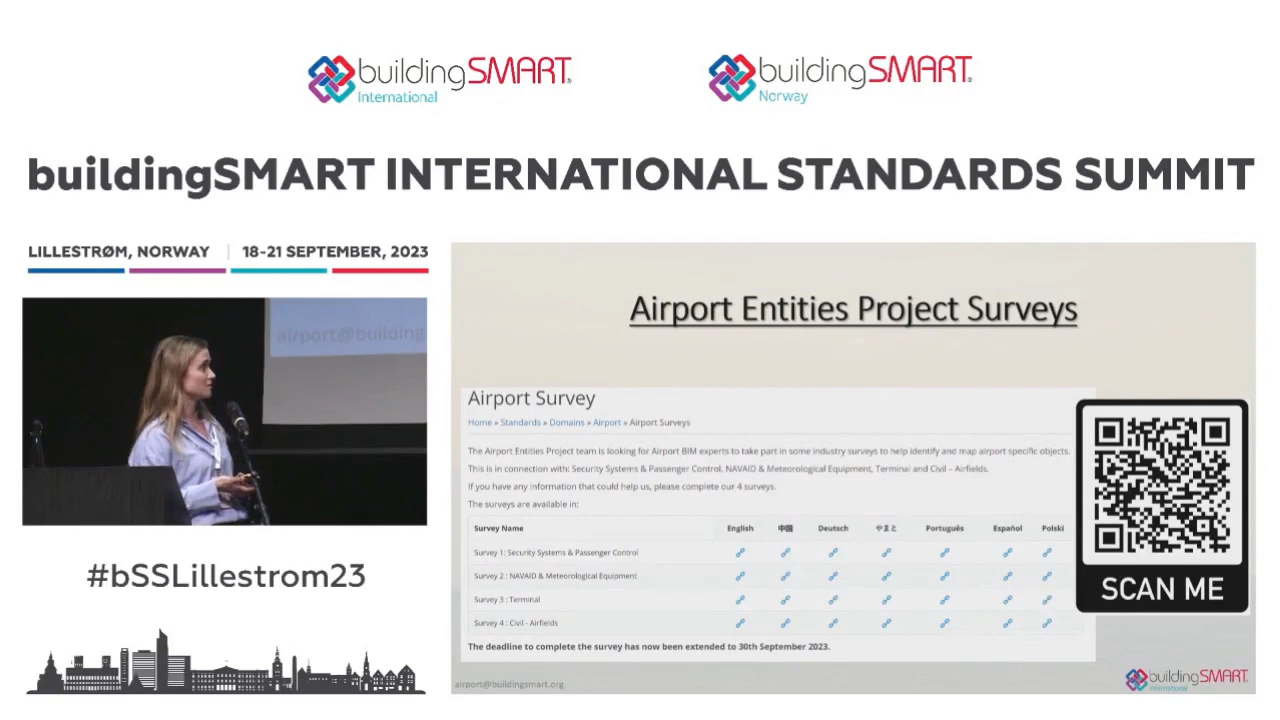 buildingSMART®
International
buildingSMART®
Norway
buildingSMART INTERNATIONAL STANDARDS SUMMIT
LILLESTRØM, NORWAY | 18-21 SEPTEMBER, 2023
airport@building
#bSSLillestrom23
Airport Entities Project Surveys
Airport Survey
Home » Standards » Domains » Airport » Airport Surveys
The Airport Entities Project team is looking for Airport BIM experts to take part in some industry surveys to help identify and map airport specific objects.
This is in connection with: Security Systems & Passenger Control, NAVAID & Meteorological Equipment, Terminal and Civil - Airfields.
If you have any information that could help us, please complete our 4 surveys.
The surveys are available in:
Survey Name English 中国 Deutsch やまと Português Español Polski
Survey 1: Security Systems & Passenger Control
Survey 2 : NAVAID & Meteorological Equipment
Survey 3 : Terminal
Survey 4 : Civil - Airfields
The deadline to complete the survey has now been extended to 30th September 2023.
SCAN ME
airport@buildingsmart.org
buildingSMART®
International